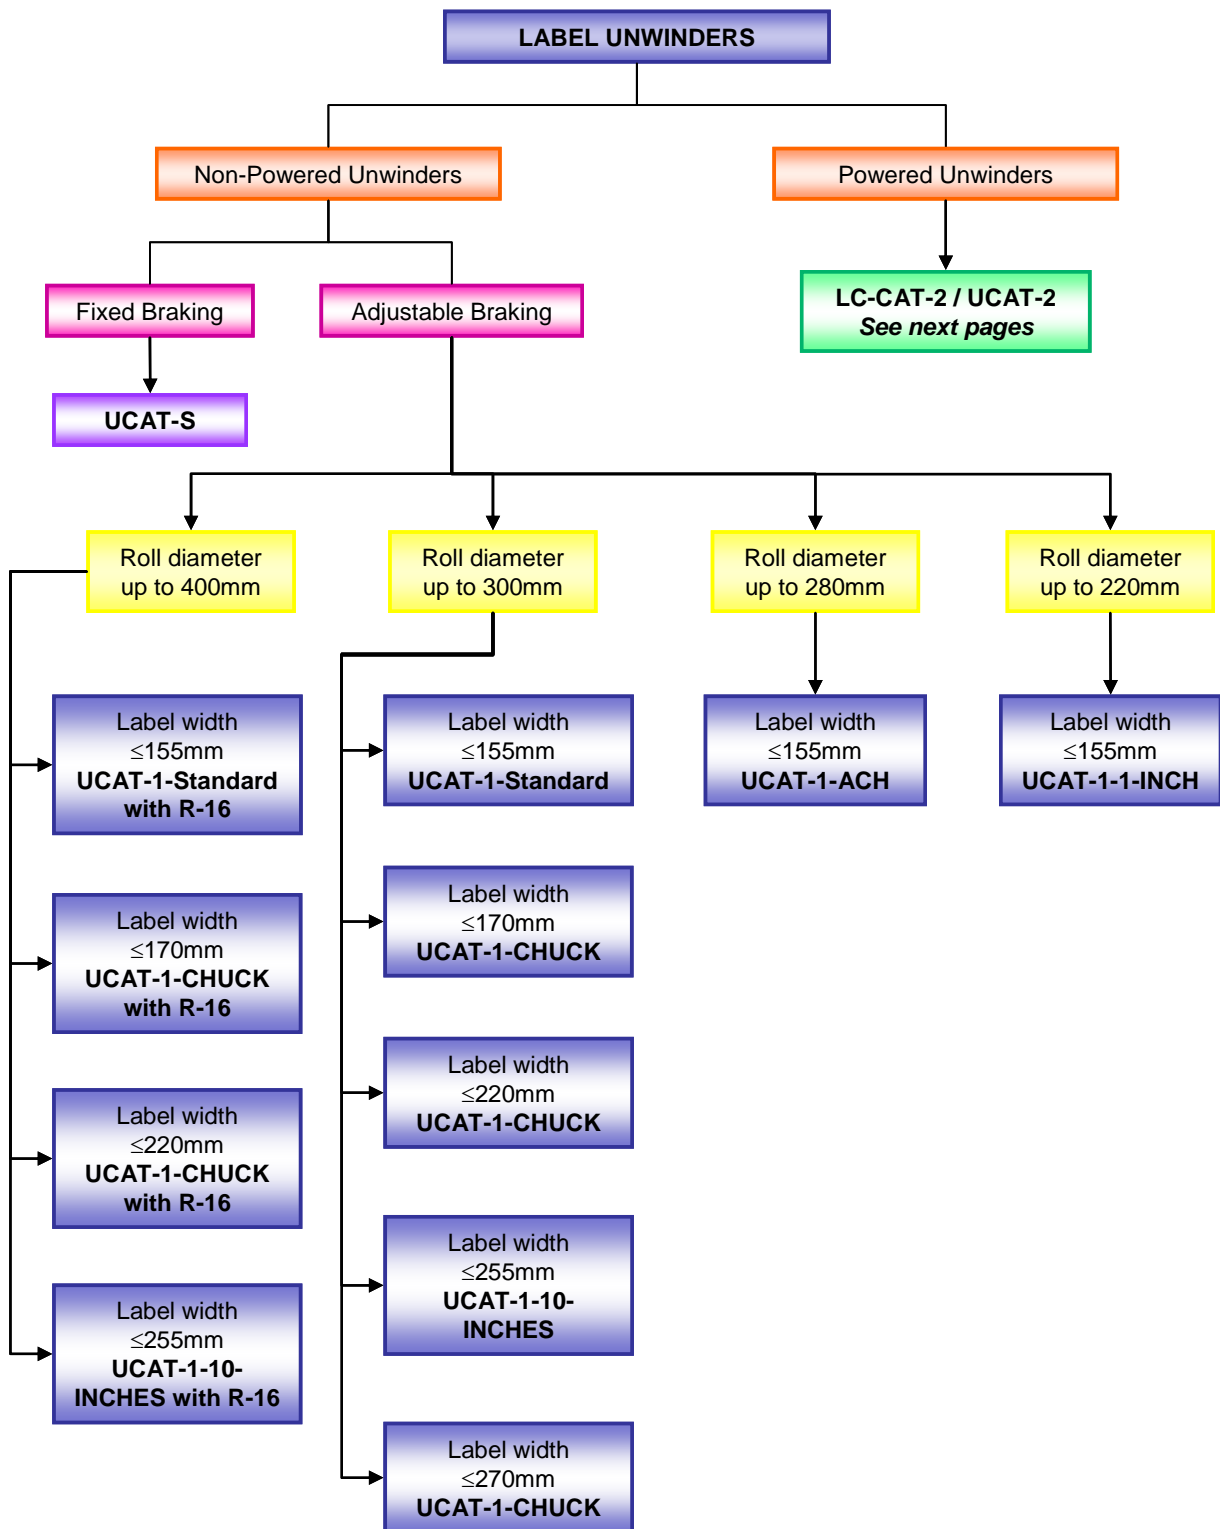 LABEL UNWINDERS
Non-Powered Unwinders
Powered Unwinders
Fixed Braking
Adjustable Braking
LC-CAT-2 / UCAT-2
See next pages
UCAT-S
Roll diameter
up to 400mm
Roll diameter
up to 300mm
Roll diameter
up to 280mm
Roll diameter
up to 220mm
Label width
≤155mm
UCAT-1-Standard
with R-16
Label width
≤155mm
UCAT-1-Standard
Label width
≤155mm
UCAT-1-ACH
Label width
≤155mm
UCAT-1-1-INCH
Label width
≤170mm
UCAT-1-CHUCK
with R-16
Label width
≤170mm
UCAT-1-CHUCK
Label width
≤220mm
UCAT-1-CHUCK
with R-16
Label width
≤220mm
UCAT-1-CHUCK
Label width
≤255mm
UCAT-1-10-
INCHES with R-16
Label width
≤255mm
UCAT-1-10-
INCHES
Label width
≤270mm
UCAT-1-CHUCK